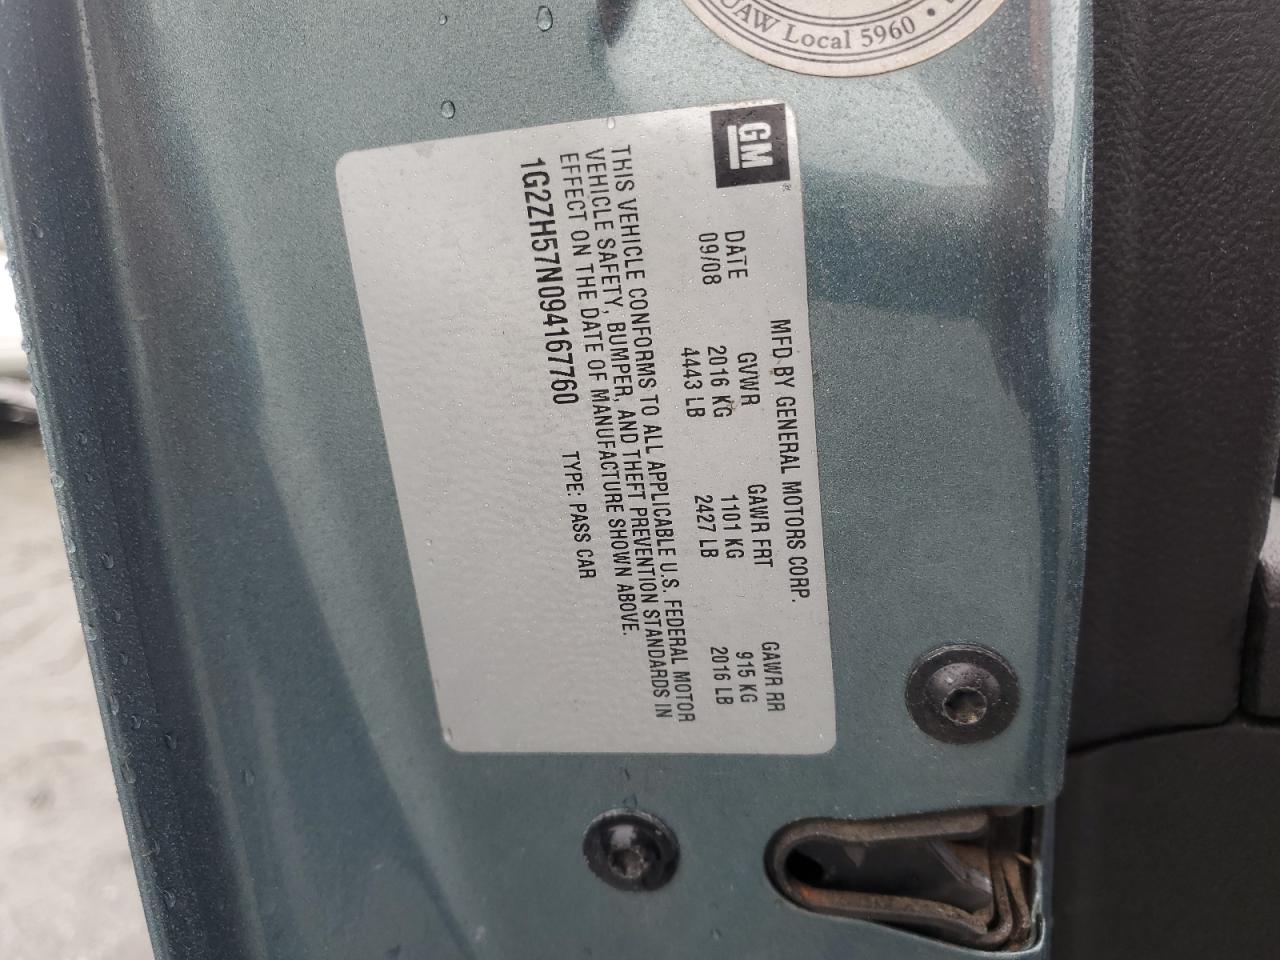 UAW Local 5960 •
GM
MFD BY GENERAL MOTORS CORP.
DATE GVWR GAWR FRT GAWR RR
09/08 2016 KG 1101 KG 915 KG
4443 LB 2427 LB 2016 LB
THIS VEHICLE CONFORMS TO ALL APPLICABLE U.S. FEDERAL MOTOR
VEHICLE SAFETY, BUMPER, AND THEFT PREVENTION STANDARDS IN
EFFECT ON THE DATE OF MANUFACTURE SHOWN ABOVE.
1G2ZH57N094167760 TYPE: PASS CAR